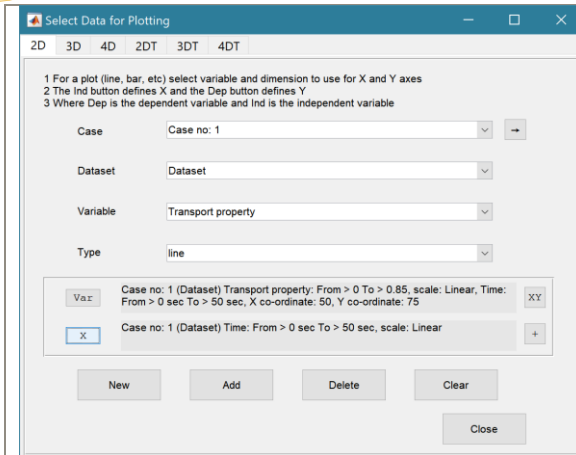 Select Data for Plotting
2D 3D 4D 2DT 3DT 4DT
1 For a plot (line, bar, etc) select variable and dimension to use for X and Y axes
2 The Ind button defines X and the Dep button defines Y
3 Where Dep is the dependent variable and Ind is the independent variable
Case Case no: 1 →
Dataset Dataset
Variable Transport property
Type line
Var Case no: 1 (Dataset) Transport property: From > 0 To > 0.85, scale: Linear, Time: XY
From > 0 sec To > 50 sec, X co-ordinate: 50, Y co-ordinate: 75
X Case no: 1 (Dataset) Time: From > 0 sec To > 50 sec, scale: Linear +
New Add Delete Clear
Close